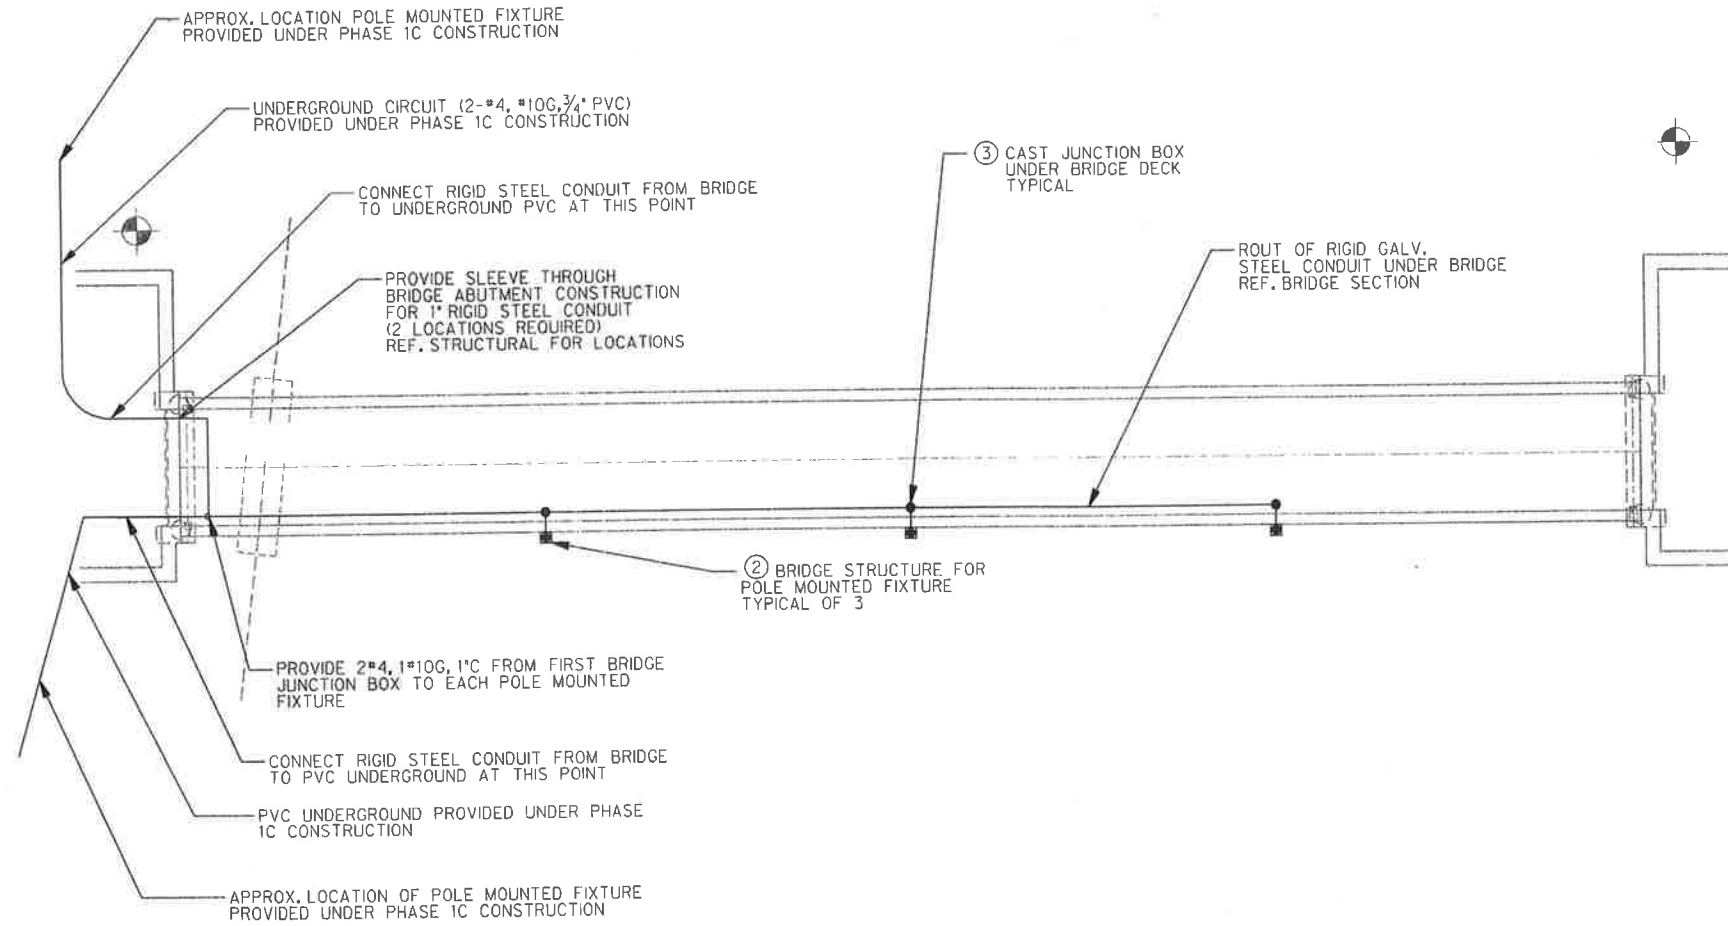 APPROX. LOCATION POLE MOUNTED FIXTURE
PROVIDED UNDER PHASE 1C CONSTRUCTION
UNDERGROUND CIRCUIT (2-#4, #10G, 3/4" PVC)
PROVIDED UNDER PHASE 1C CONSTRUCTION
CONNECT RIGID STEEL CONDUIT FROM BRIDGE
TO UNDERGROUND PVC AT THIS POINT
PROVIDE SLEEVE THROUGH
BRIDGE ABUTMENT CONSTRUCTION
FOR 1" RIGID STEEL CONDUIT
(2 LOCATIONS REQUIRED)
REF. STRUCTURAL FOR LOCATIONS
3 CAST JUNCTION BOX
UNDER BRIDGE DECK
TYPICAL
ROUT OF RIGID GALV.
STEEL CONDUIT UNDER BRIDGE
REF. BRIDGE SECTION
2 BRIDGE STRUCTURE FOR
POLE MOUNTED FIXTURE
TYPICAL OF 3
PROVIDE 2#4, 1#10G, 1"C FROM FIRST BRIDGE
JUNCTION BOX TO EACH POLE MOUNTED
FIXTURE
CONNECT RIGID STEEL CONDUIT FROM BRIDGE
TO PVC UNDERGROUND AT THIS POINT
PVC UNDERGROUND PROVIDED UNDER PHASE
1C CONSTRUCTION
APPROX. LOCATION OF POLE MOUNTED FIXTURE
PROVIDED UNDER PHASE 1C CONSTRUCTION